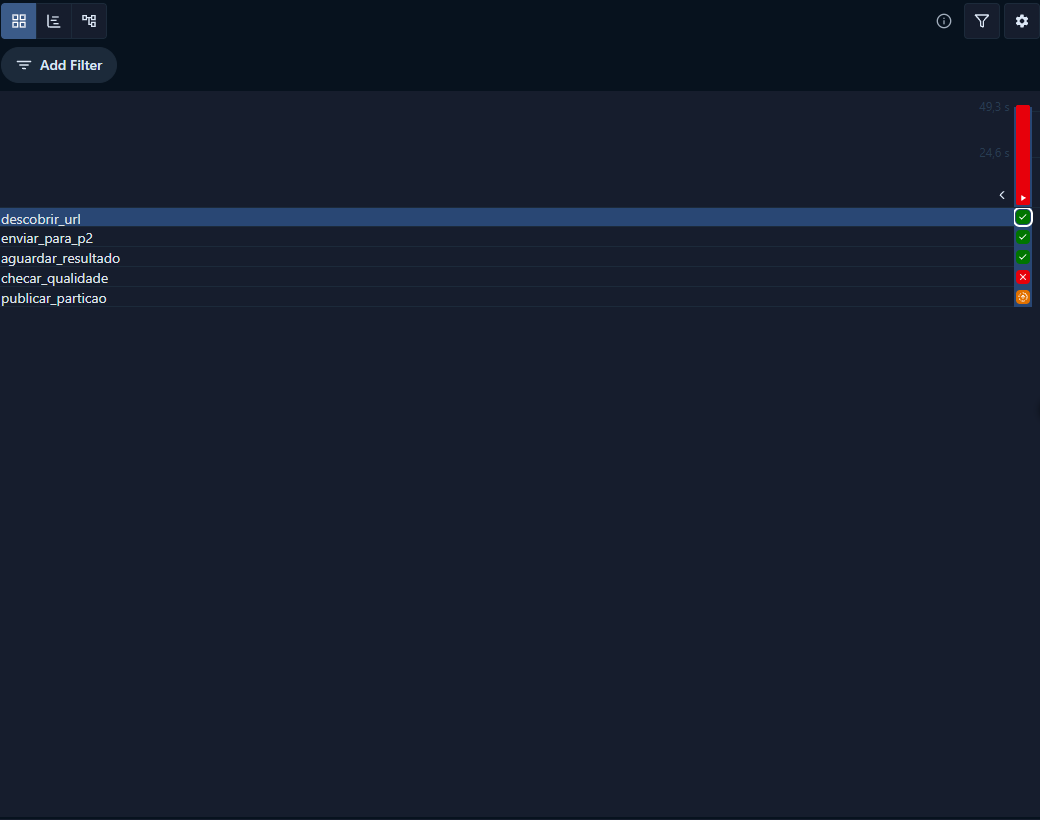 Add Filter
49,3 s
24,6 s
descobrir_url
enviar_para_p2
aguardar_resultado
checar_qualidade
publicar_particao